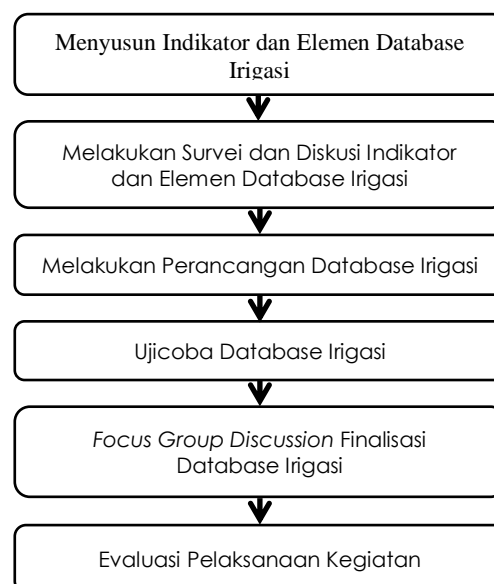 Menyusun Indikator dan Elemen Database
Irigasi
Melakukan Survei dan Diskusi Indikator
dan Elemen Database Irigasi
Melakukan Perancangan Database Irigasi
Ujicoba Database Irigasi
Focus Group Discussion Finalisasi
Database Irigasi
Evaluasi Pelaksanaan Kegiatan